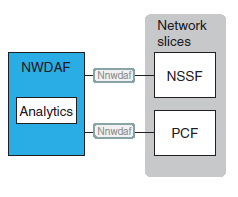 Network
slices
NWDAF
Nnwdaf
NSSF
Analytics
Nnwdaf
PCF